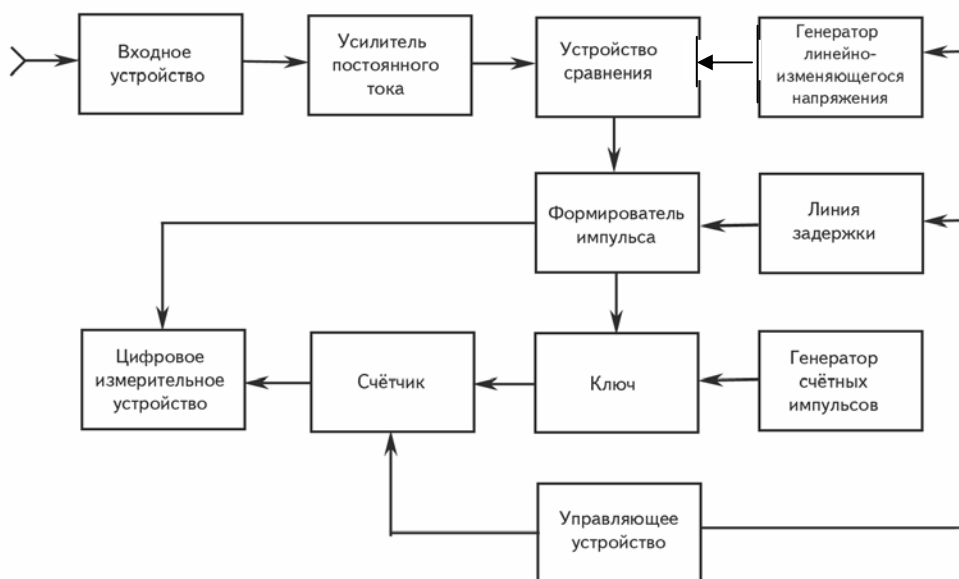 Входное
устройство
Усилитель
постоянного
тока
Устройство
сравнения
Генератор
линейно-
изменяющегося
напряжения
Формирователь
импульса
Линия
задержки
Цифровое
измерительное
устройство
Счётчик
Ключ
Генератор
счётных
импульсов
Управляющее
устройство